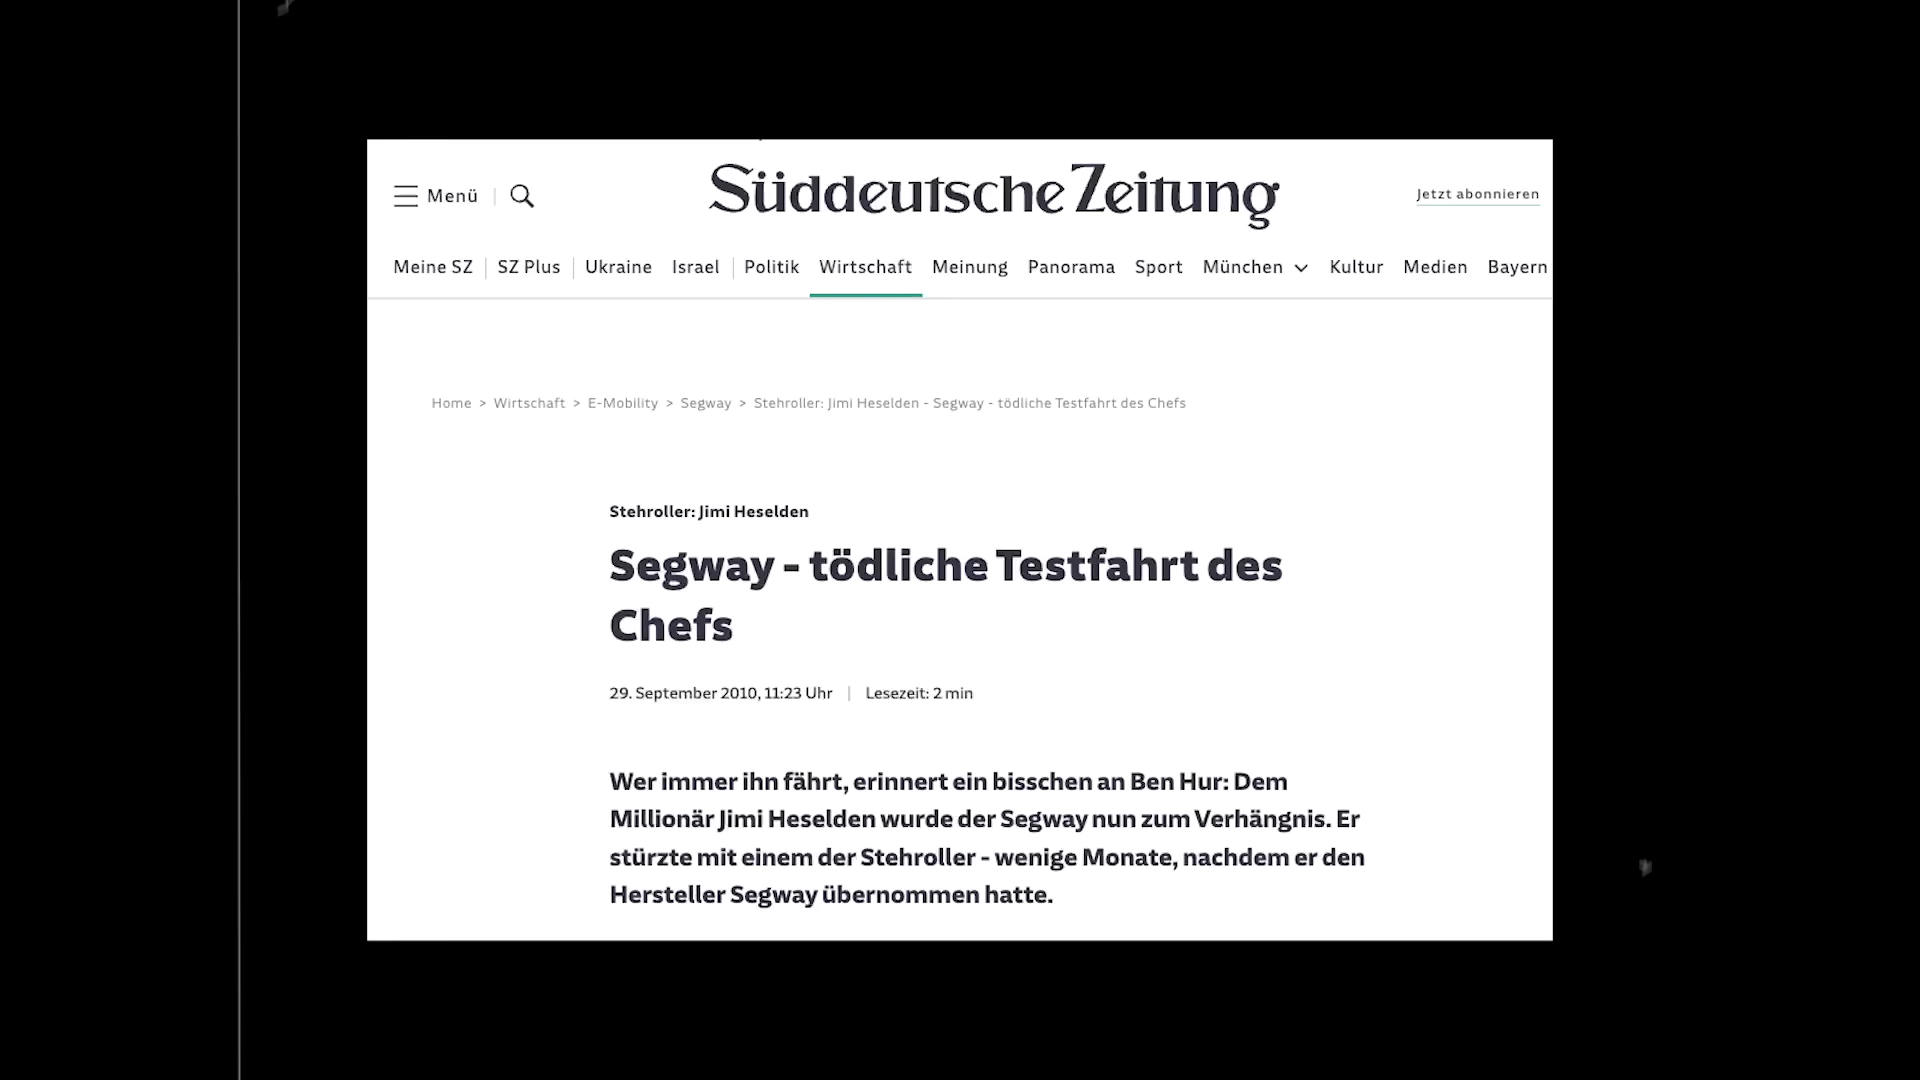 Menü
Süddeutsche Zeitung
Jetzt abonnieren
Meine SZ SZ Plus Ukraine Israel Politik Wirtschaft Meinung Panorama Sport München Kultur Medien Bayern
Home > Wirtschaft > E-Mobility > Segway > Stehroller: Jimi Heselden - Segway - tödliche Testfahrt des Chefs
Stehroller: Jimi Heselden
Segway - tödliche Testfahrt des
Chefs
29. September 2010, 11:23 Uhr | Lesezeit: 2 min
Wer immer ihn fährt, erinnert ein bisschen an Ben Hur: Dem
Millionär Jimi Heselden wurde der Segway nun zum Verhängnis. Er
stürzte mit einem der Stehroller - wenige Monate, nachdem er den
Hersteller Segway übernommen hatte.